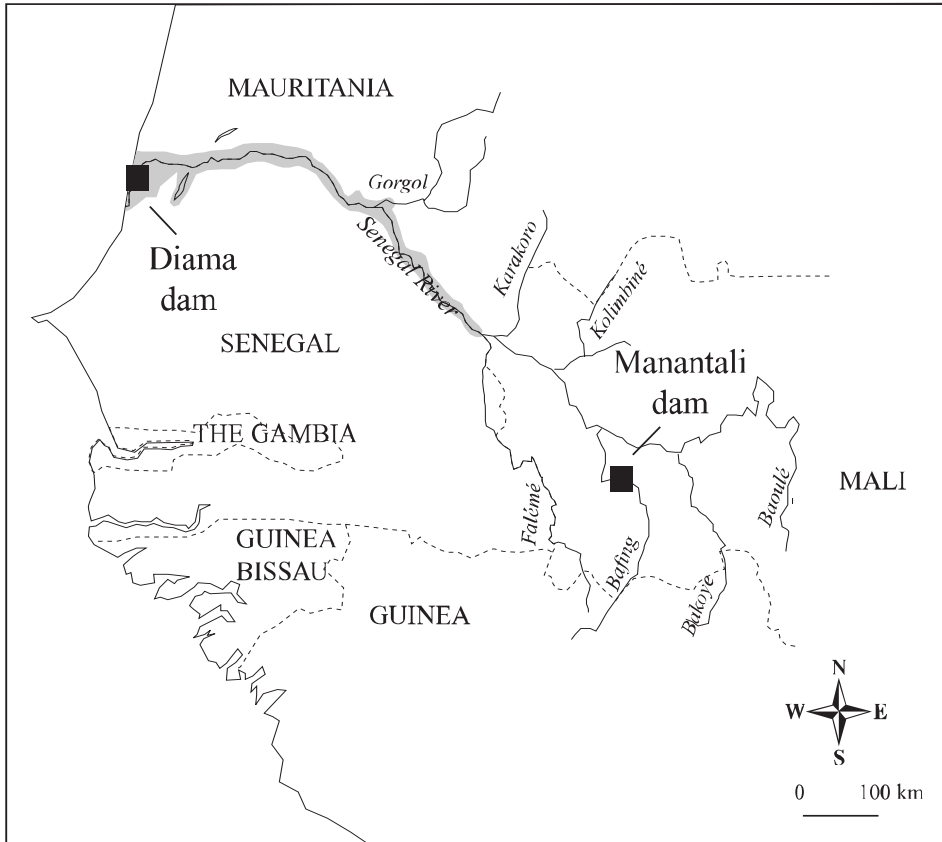 MAURITANIA
Gorgol
Diama
dam
Senegal River
Karakoro
Kolimbiné
SENEGAL
Manantali
dam
THE GAMBIA
Falémé
Baoulé
MALI
GUINEA
BISSAU
Bafing
Bakoye
GUINEA
N
W E
S
0 100 km